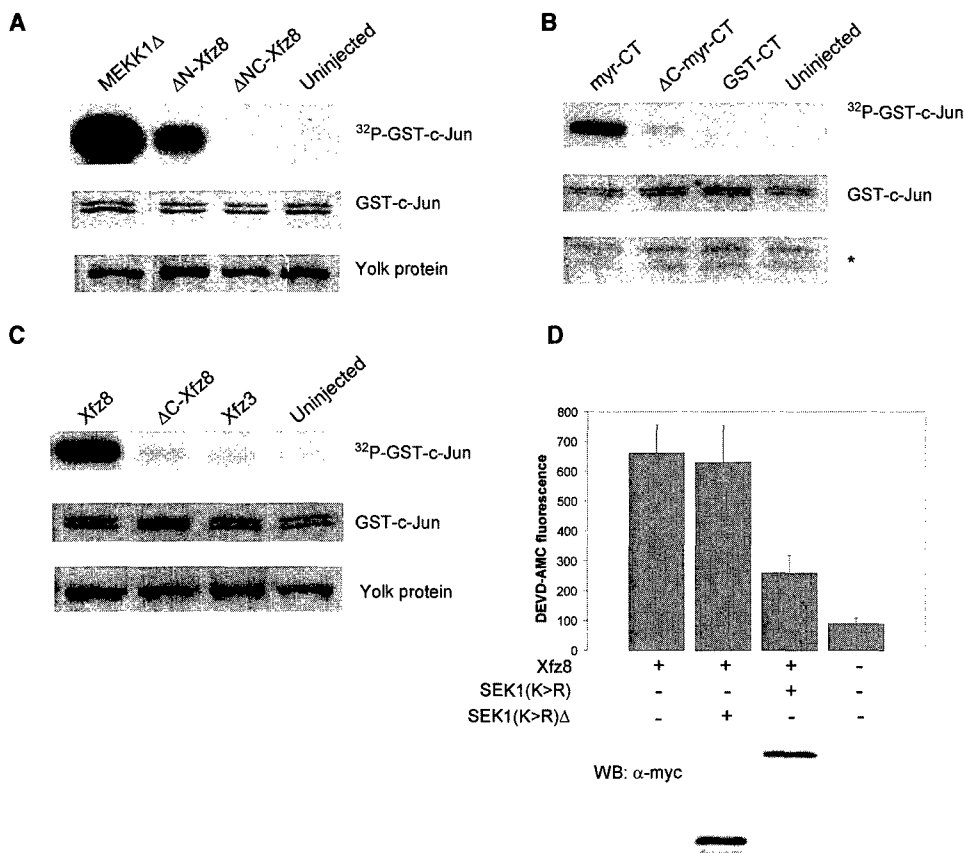 A
MEKK1Δ
ΔN-Xfz8
ΔNC-Xfz8
Uninjected
³²P-GST-c-Jun
GST-c-Jun
Yolk protein
B
myr-CT
ΔC-myr-CT
GST-CT
Uninjected
³²P-GST-c-Jun
GST-c-Jun
*
C
Xfz8
ΔC-Xfz8
Xfz3
Uninjected
³²P-GST-c-Jun
GST-c-Jun
Yolk protein
D
DEVD-AMC fluorescence
800
700
600
500
400
300
200
100
0
Xfz8 + + + -
SEK1(K>R) - - + -
SEK1(K>R)Δ - + - -
WB: α-myc